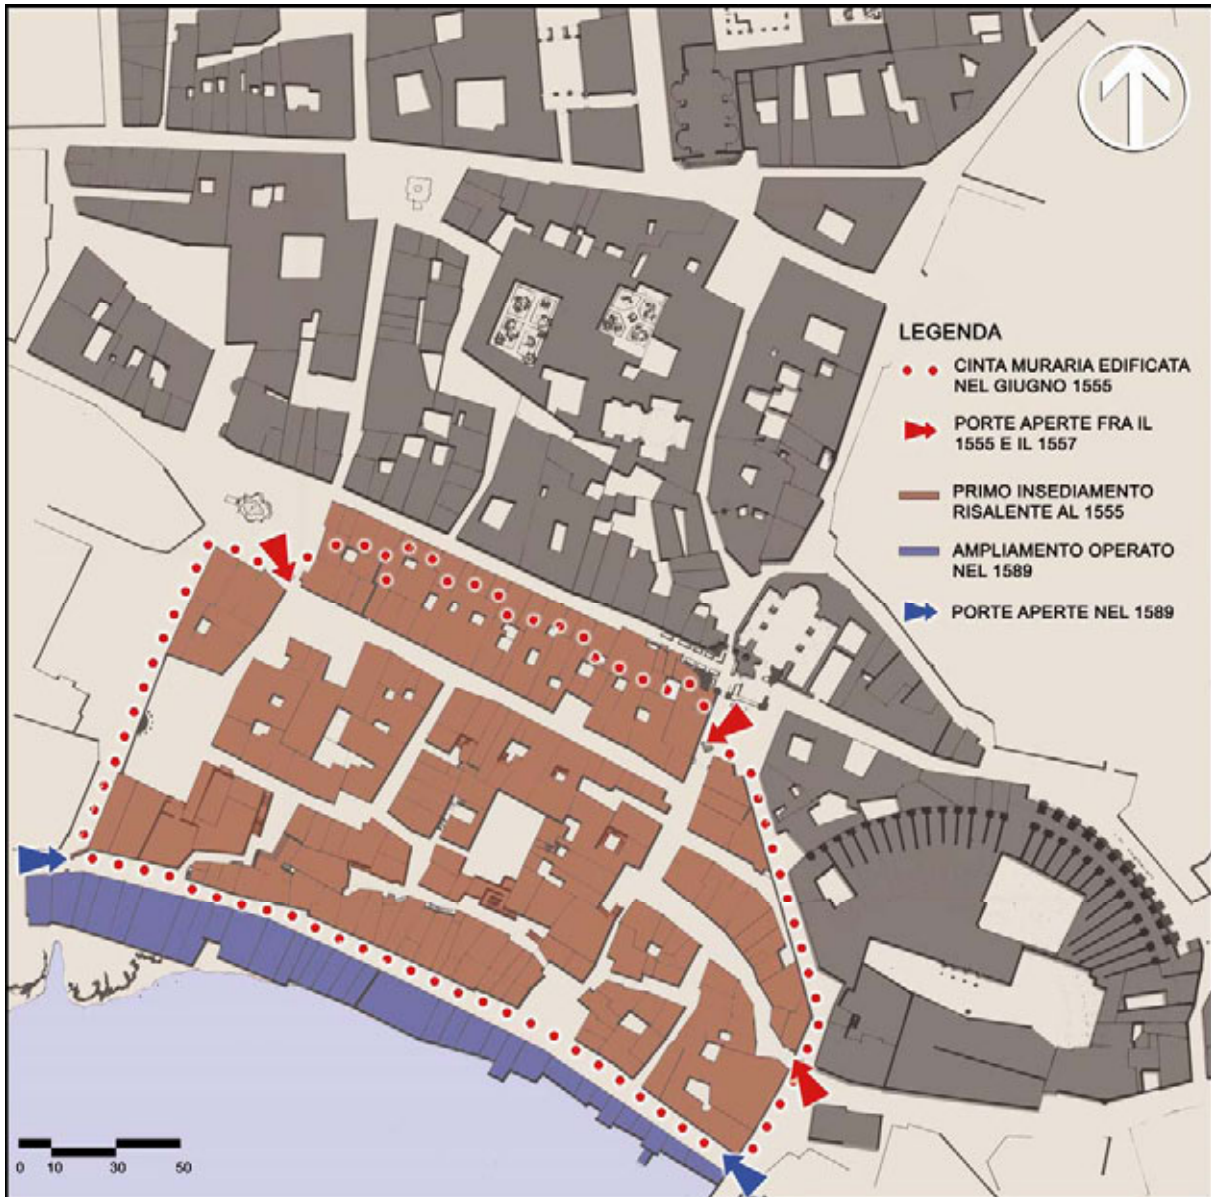 LEGENDA
CINTA MURARIA EDIFICATA
NEL GIUGNO 1555
PORTE APERTE FRA IL
1555 E IL 1557
PRIMO INSEDIAMENTO
RISALENTE AL 1555
AMPLIAMENTO OPERATO
NEL 1589
PORTE APERTE NEL 1589
0 10 30 50